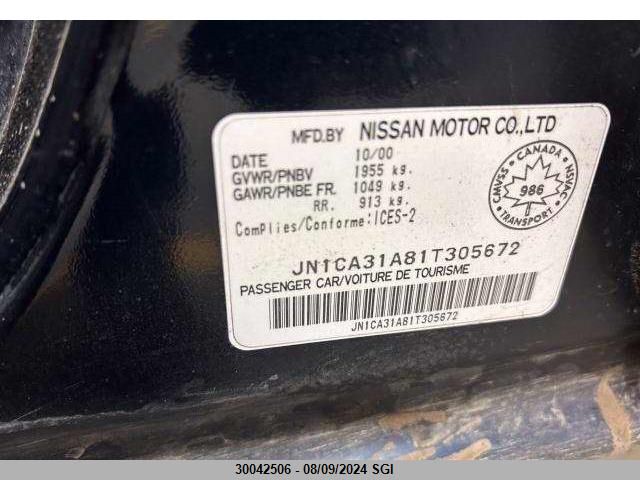 MFD.BY NISSAN MOTOR CO.,LTD
DATE 10/00
GVWR/PNBV 1955 kg.
GAWR/PNBE FR. 1049 kg.
RR. 913 kg.
ComPlies/Conforme:ICES-2
CANADA
CMVSS 986 NSVAC
TRANSPORT
JN1CA31A81T305672
PASSENGER CAR/VOITURE DE TOURISME
JN1CA31A81T305672
30042506 - 08/09/2024 SGI